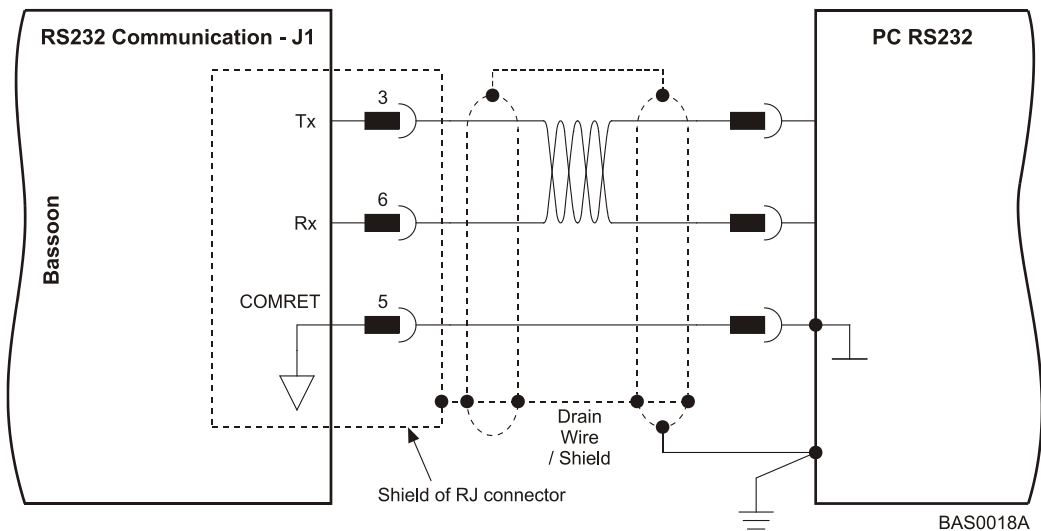 RS232 Communication - J1
PC RS232
3
Tx
6
Rx
Bassoon
COMRET
5
Drain
Wire
/ Shield
Shield of RJ connector
BAS0018A